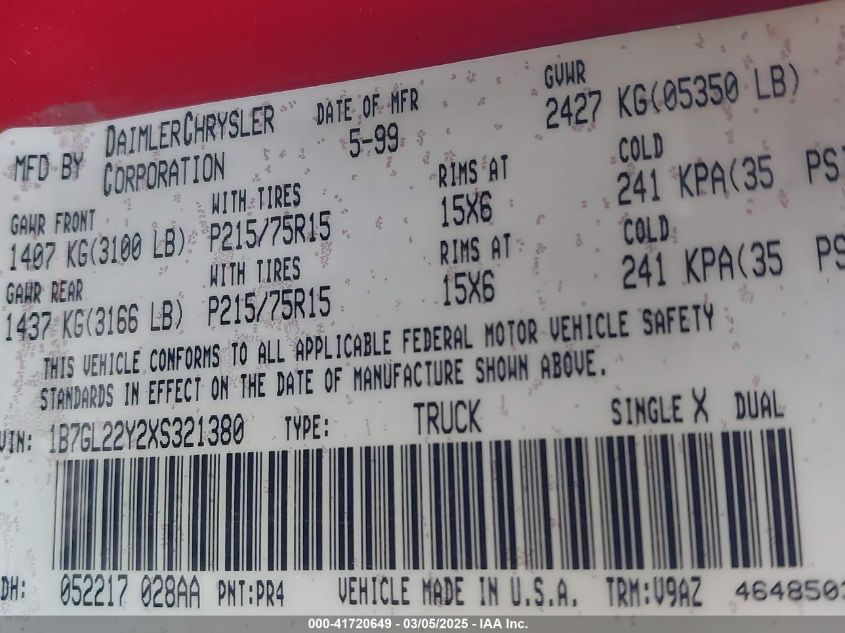 MFD BY DAIMLERCHRYSLER CORPORATION DATE OF MFR 5-99 GVWR 2427 KG(05350 LB)
GAWR FRONT WITH TIRES RIMS AT COLD
1407 KG(3100 LB) P215/75R15 15X6 241 KPA(35 PS
GAWR REAR WITH TIRES RIMS AT COLD
1437 KG(3166 LB) P215/75R15 15X6 241 KPA(35 PS
THIS VEHICLE CONFORMS TO ALL APPLICABLE FEDERAL MOTOR VEHICLE SAFETY
STANDARDS IN EFFECT ON THE DATE OF MANUFACTURE SHOWN ABOVE.
VIN: 1B7GL22Y2XS321380 TYPE: TRUCK SINGLE X DUAL
DH: 052217 028AA PNT:PR4 VEHICLE MADE IN U.S.A. TRM:V9AZ 4648503
000-41720649 - 03/05/2025 - IAA Inc.